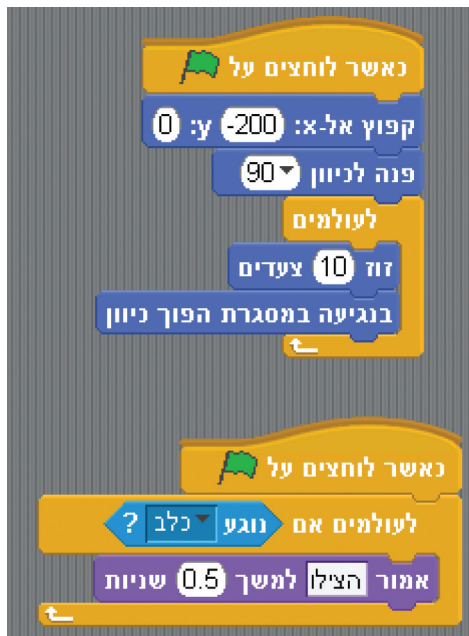 כאשר לוחצים על
קפוץ אל-x: -200 y: 0
פנה לכיוון 90
לעולמים
זוז 10 צעדים
בנגיעה במסגרת הפוך כיוון
כאשר לוחצים על
לעולמים אם נוגע כלב ?
אמור הצילו למשך 0.5 שניות